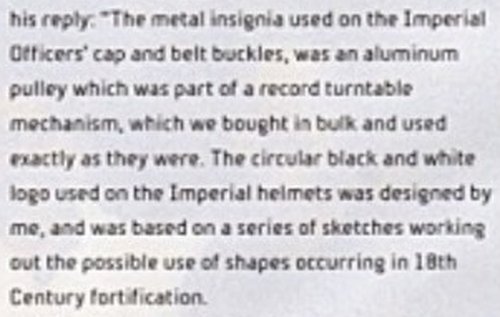 his reply: "The metal insignia used on the Imperial
Officers' cap and belt buckles, was an aluminum
pulley which was part of a record turntable
mechanism, which we bought in bulk and used
exactly as they were. The circular black and white
logo used on the Imperial helmets was designed by
me, and was based on a series of sketches working
out the possible use of shapes occurring in 18th
Century fortification.